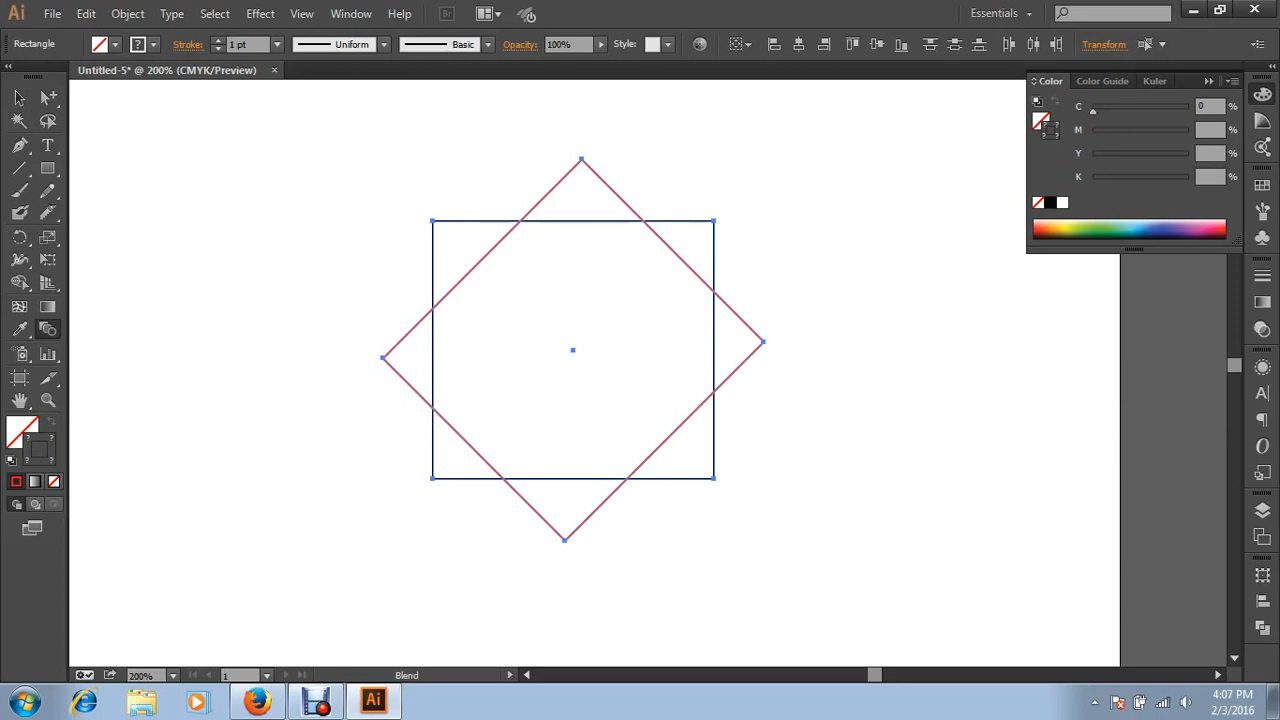 Ai File Edit Object Type Select Effect View Window Help Br Essentials
Rectangle Stroke: 1 pt Uniform Basic Opacity: 100% Style: Transform
Untitled-5* @ 200% (CMYK/Preview)
Color Color Guide Kuler
C 0 %
M %
Y %
K %
200% 1 Blend
Ai 4:07 PM
2/3/2016